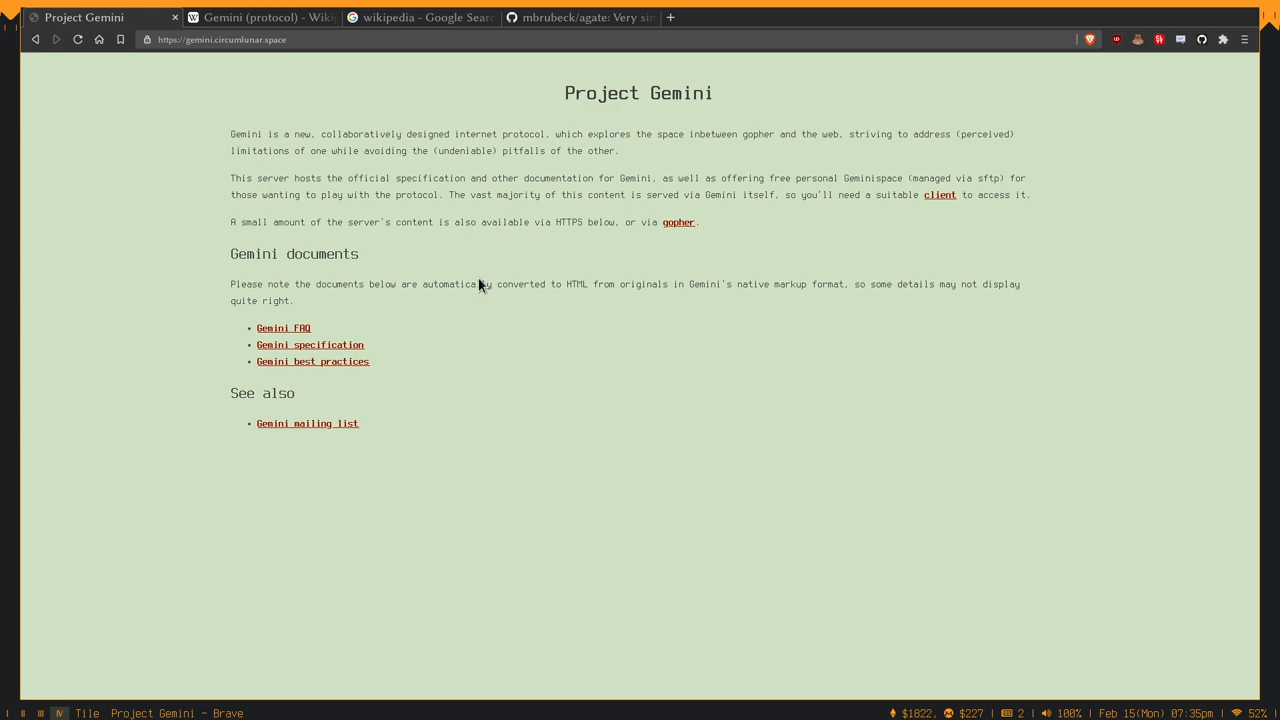 Project Gemini
Gemini (protocol) - Wiki
wikipedia - Google Searc
mbrubeck/agate: Very sim
https://gemini.circumlunar.space
Project Gemini
Gemini is a new, collaboratively designed internet protocol, which explores the space inbetween gopher and the web, striving to address (perceived)
limitations of one while avoiding the (undeniable) pitfalls of the other.
This server hosts the official specification and other documentation for Gemini, as well as offering free personal Geminispace (managed via sftp) for
those wanting to play with the protocol. The vast majority of this content is served via Gemini itself, so you'll need a suitable client to access it.
A small amount of the server's content is also available via HTTPS below, or via gopher.
Gemini documents
Please note the documents below are automatically converted to HTML from originals in Gemini's native markup format, so some details may not display
quite right.
• Gemini FAQ
• Gemini specification
• Gemini best practices
See also
• Gemini mailing list
I II III IV Tile Project Gemini - Brave $1822, $227 | 2 | 100% | Feb 15(Mon) 07:35pm | 52%